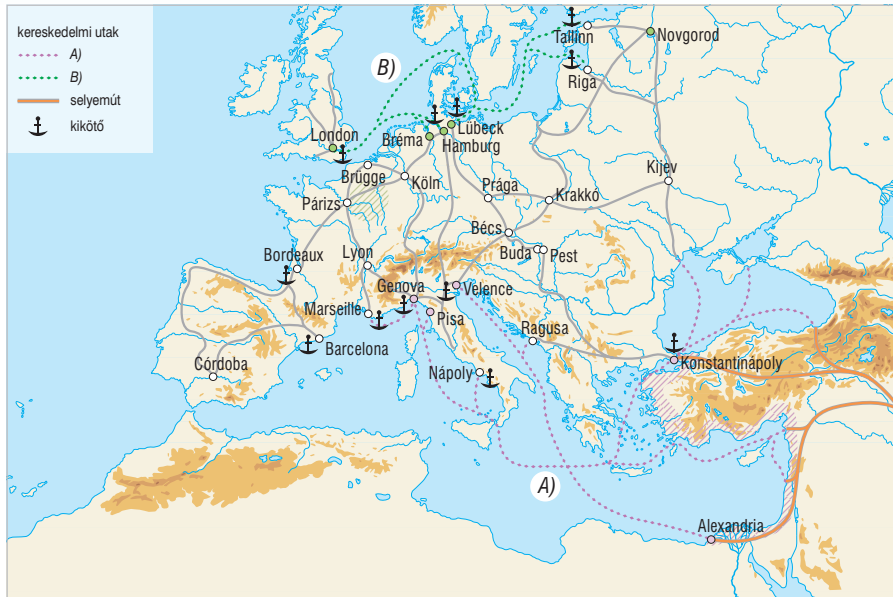 kereskedelmi utak
A)
B)
selyemút
kikötő
B)
A)
Tallinn
Novgorod
Riga
London
Lübeck
Bréma
Hamburg
Brügge
Köln
Kijev
Párizs
Prága
Krakkó
Bécs
Buda
Pest
Bordeaux
Lyon
Genova
Velence
Marseille
Pisa
Ragusa
Barcelona
Konstantinápoly
Córdoba
Nápoly
Alexandria